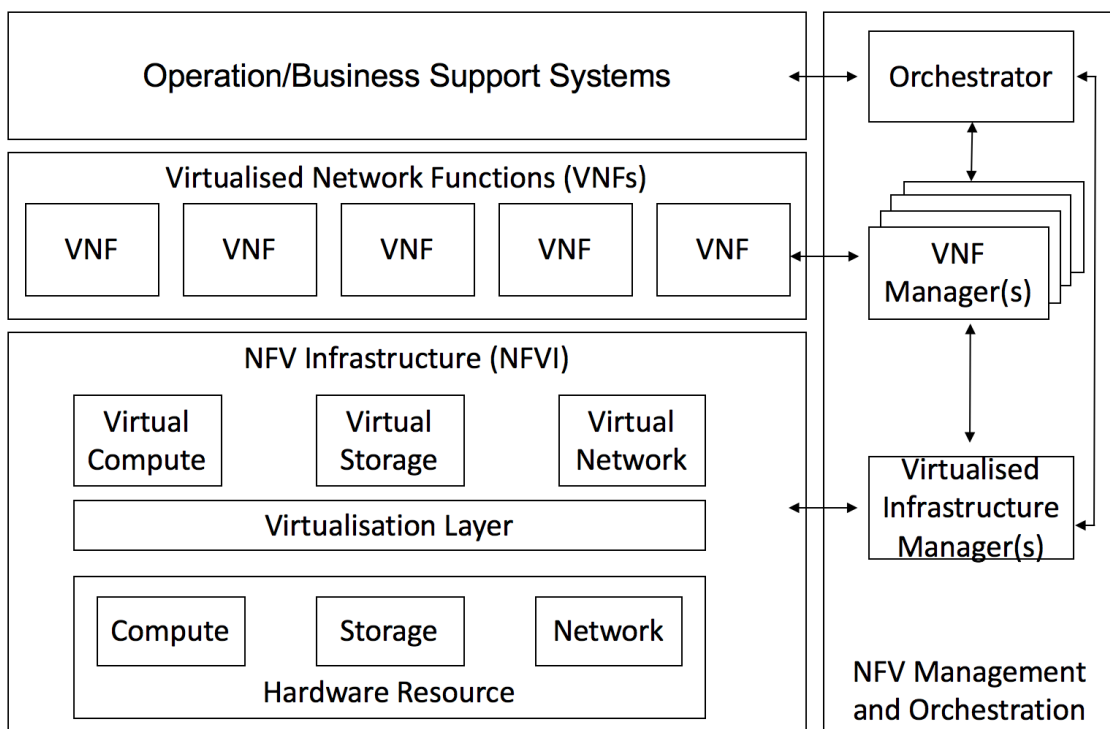 Operation/Business Support Systems
Orchestrator
Virtualised Network Functions (VNFs)
VNF
VNF
VNF
VNF
VNF
VNF
Manager(s)
NFV Infrastructure (NFVI)
Virtual
Compute
Virtual
Storage
Virtual
Network
Virtualised
Infrastructure
Manager(s)
Virtualisation Layer
Compute
Storage
Network
Hardware Resource
NFV Management
and Orchestration